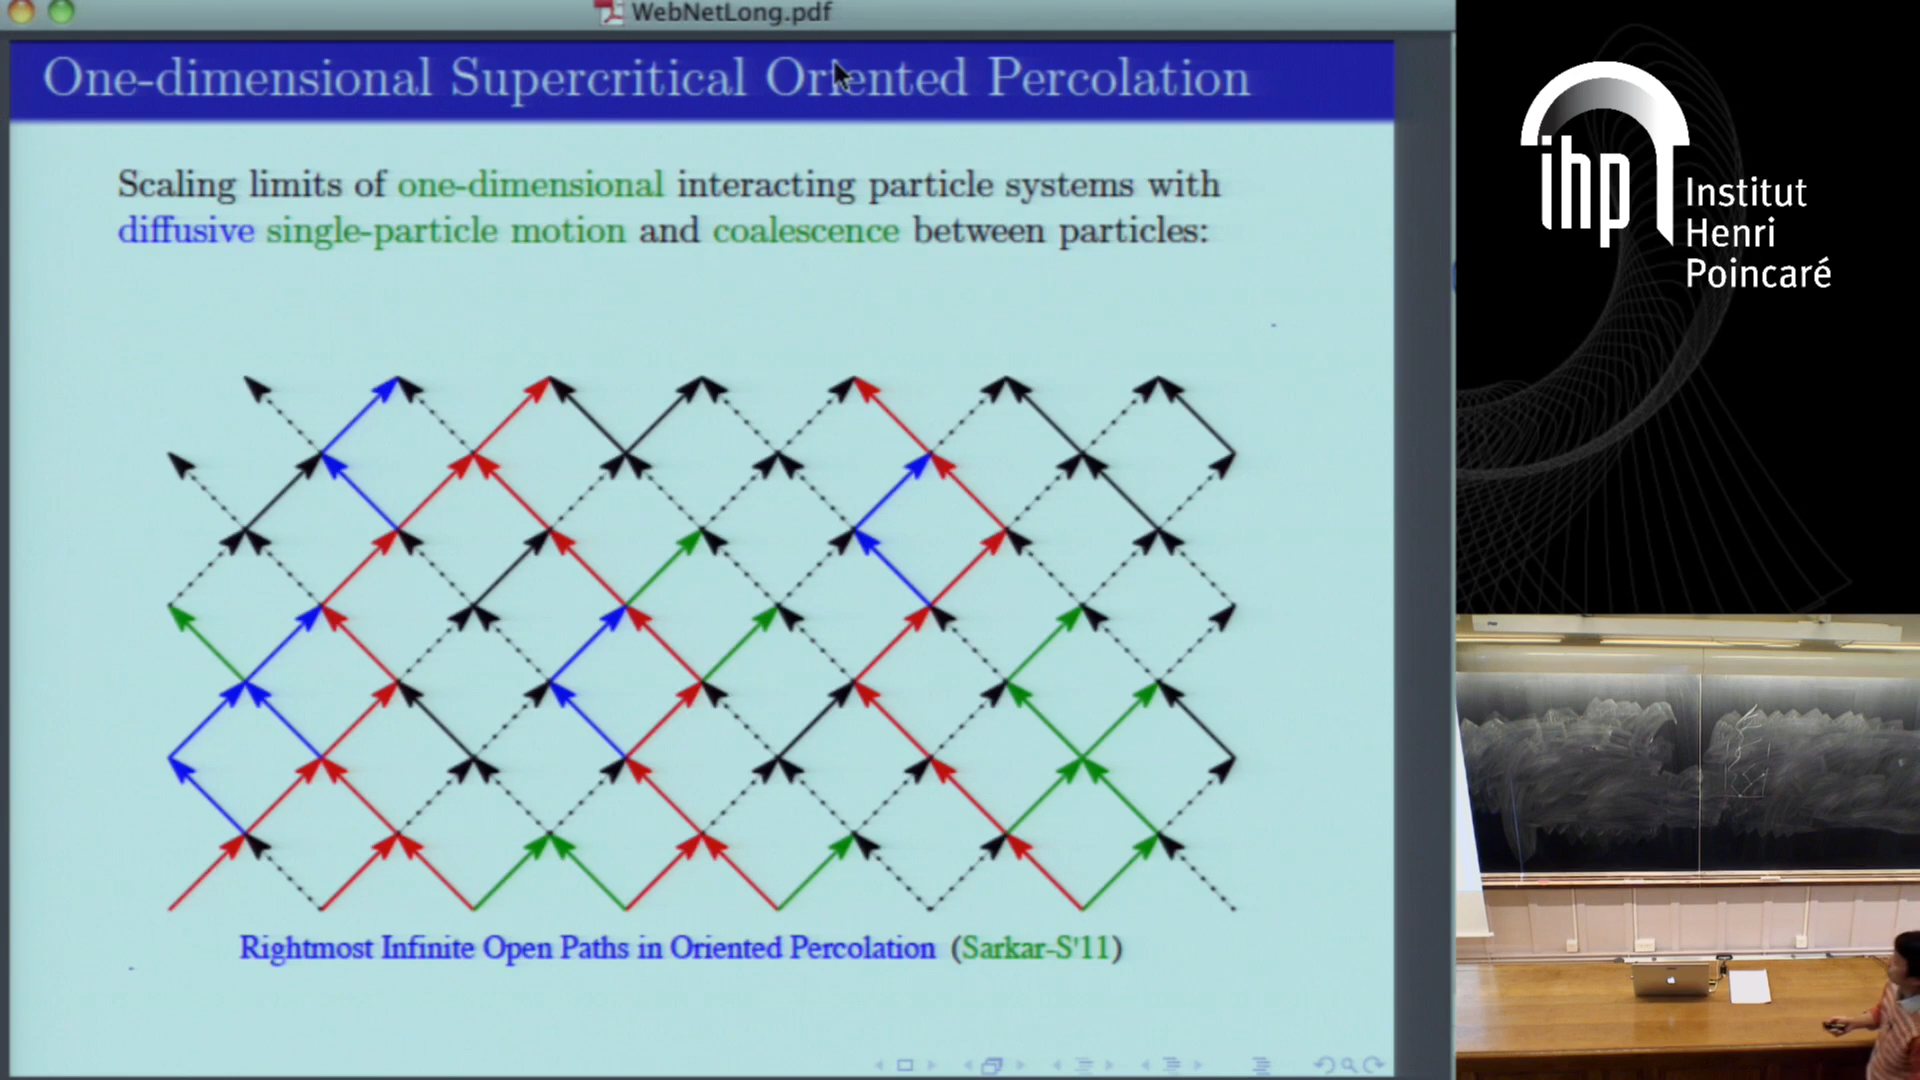 WebNetLong.pdf
One-dimensional Supercritical Oriented Percolation
Scaling limits of one-dimensional interacting particle systems with
diffusive single-particle motion and coalescence between particles:
Rightmost Infinite Open Paths in Oriented Percolation (Sarkar-S'11)
ihp
Institut
Henri
Poincaré